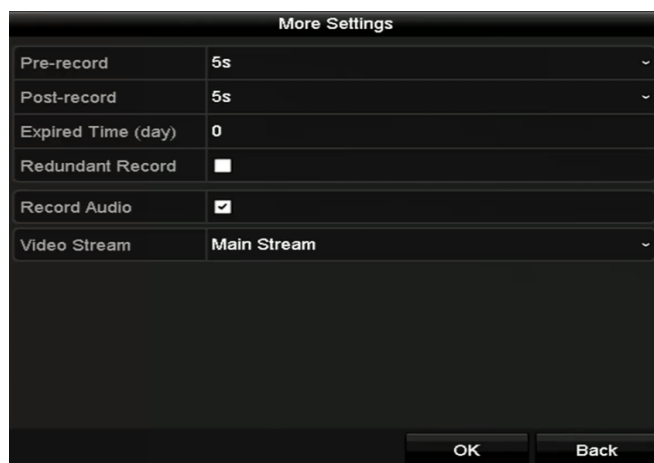 More Settings
Pre-record 5s
Post-record 5s
Expired Time (day) 0
Redundant Record
Record Audio
Video Stream Main Stream
OK Back